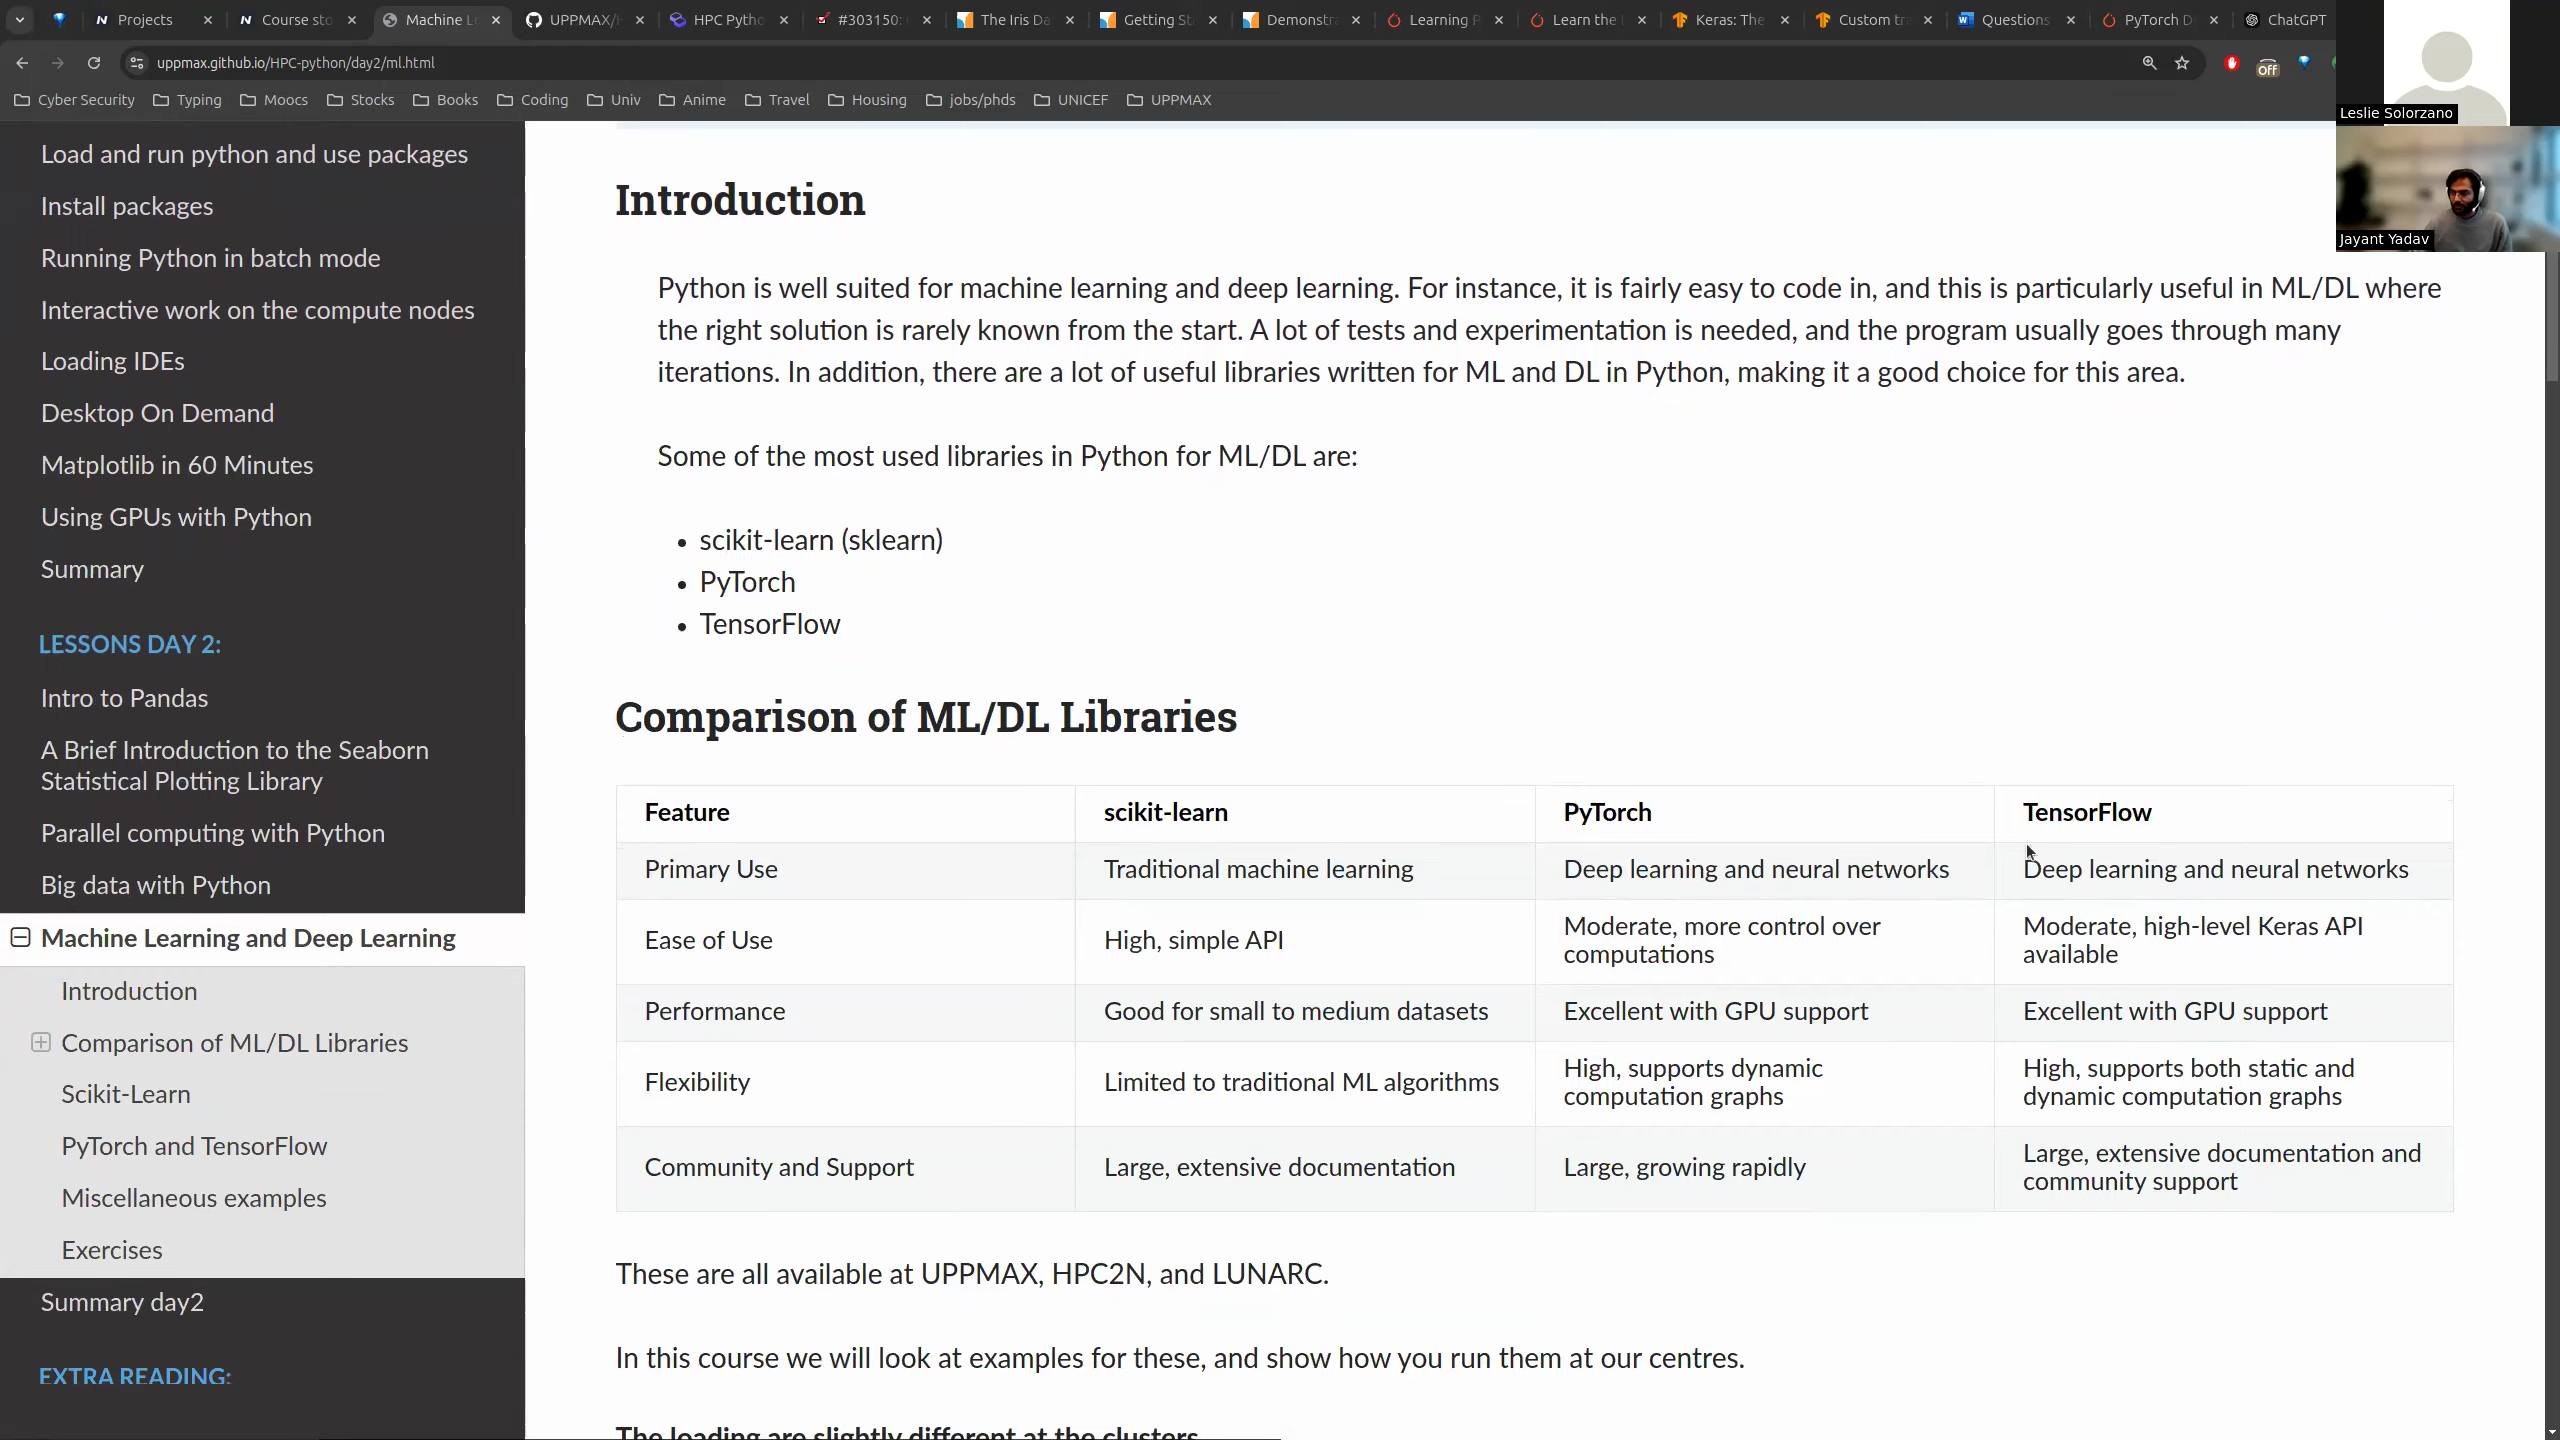 Projects
Course sto
Machine Le
UPPMAX/H
HPC Pytho
#303150:
The Iris Da
Getting St
Demonstra
Learning P
Learn the
Keras: The
Custom tra
Questions
PyTorch D
ChatGPT
uppmax.github.io/HPC-python/day2/ml.html
Off
Cyber Security
Typing
Moocs
Stocks
Books
Coding
Univ
Anime
Travel
Housing
jobs/phds
UNICEF
UPPMAX
Leslie Solorzano
Jayant Yadav
Load and run python and use packages
Install packages
Running Python in batch mode
Interactive work on the compute nodes
Loading IDEs
Desktop On Demand
Matplotlib in 60 Minutes
Using GPUs with Python
Summary
LESSONS DAY 2:
Intro to Pandas
A Brief Introduction to the Seaborn
Statistical Plotting Library
Parallel computing with Python
Big data with Python
Machine Learning and Deep Learning
Introduction
Comparison of ML/DL Libraries
Scikit-Learn
PyTorch and TensorFlow
Miscellaneous examples
Exercises
Summary day2
EXTRA READING:
Introduction
Python is well suited for machine learning and deep learning. For instance, it is fairly easy to code in, and this is particularly useful in ML/DL where
the right solution is rarely known from the start. A lot of tests and experimentation is needed, and the program usually goes through many
iterations. In addition, there are a lot of useful libraries written for ML and DL in Python, making it a good choice for this area.
Some of the most used libraries in Python for ML/DL are:
• scikit-learn (sklearn)
• PyTorch
• TensorFlow
Comparison of ML/DL Libraries
Feature
scikit-learn
PyTorch
TensorFlow
Primary Use
Traditional machine learning
Deep learning and neural networks
Deep learning and neural networks
Ease of Use
High, simple API
Moderate, more control over
computations
Moderate, high-level Keras API
available
Performance
Good for small to medium datasets
Excellent with GPU support
Excellent with GPU support
Flexibility
Limited to traditional ML algorithms
High, supports dynamic
computation graphs
High, supports both static and
dynamic computation graphs
Community and Support
Large, extensive documentation
Large, growing rapidly
Large, extensive documentation and
community support
These are all available at UPPMAX, HPC2N, and LUNARC.
In this course we will look at examples for these, and show how you run them at our centres.
The loading are slightly different at the clusters